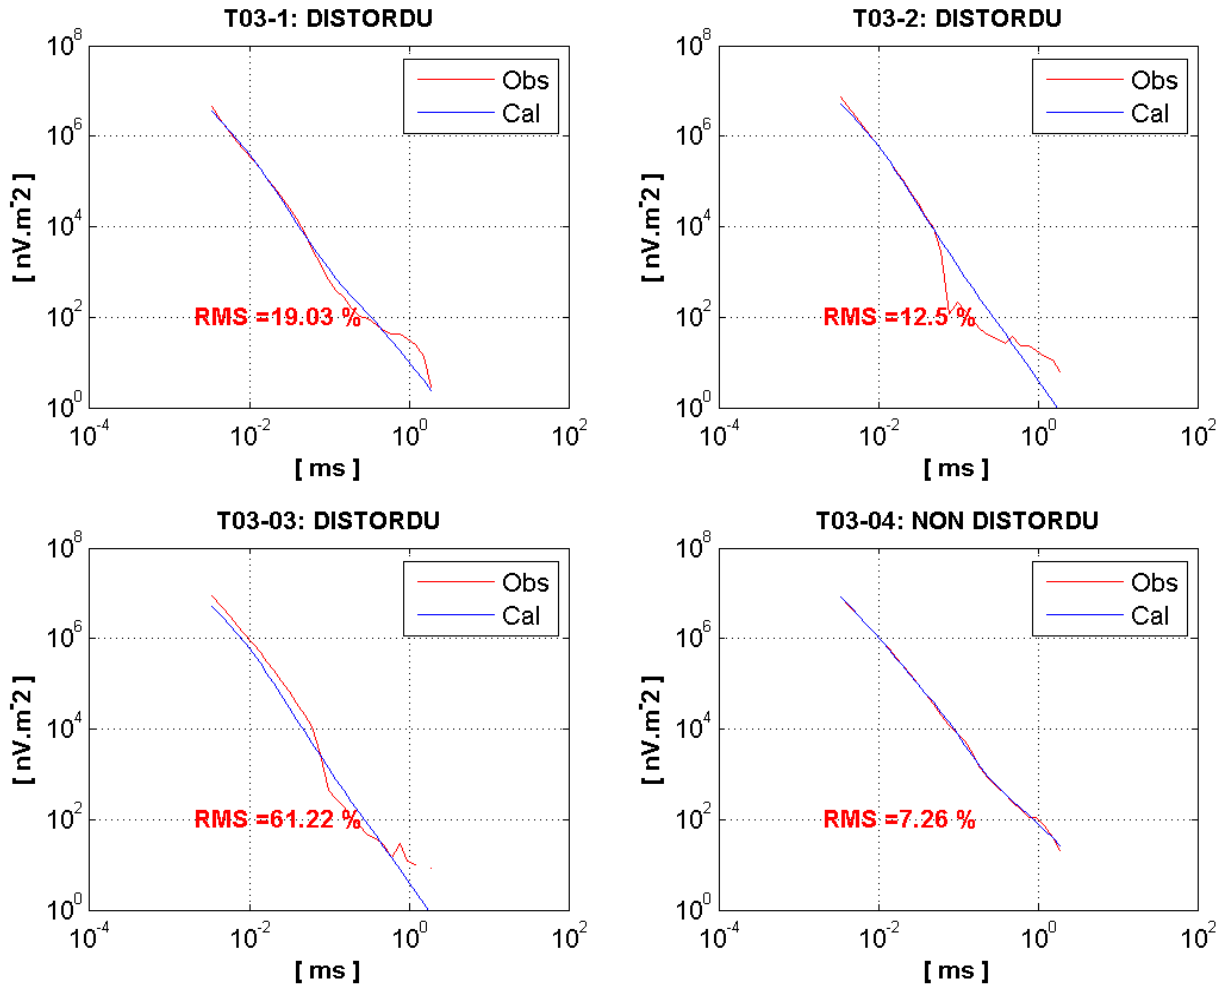 T03-1: DISTORDU
[ nV.m^2]
10^8
10^6
10^4
10^2
10^0
Obs
Cal
RMS =19.03 %
10^-4
10^-2
10^0
10^2
[ ms ]
T03-2: DISTORDU
[ nV.m^2]
10^8
10^6
10^4
10^2
10^0
Obs
Cal
RMS =12.5 %
10^-4
10^-2
10^0
10^2
[ ms ]
T03-03: DISTORDU
[ nV.m^2]
10^8
10^6
10^4
10^2
10^0
Obs
Cal
RMS =61.22 %
10^-4
10^-2
10^0
10^2
[ ms ]
T03-04: NON DISTORDU
[ nV.m^2]
10^8
10^6
10^4
10^2
10^0
Obs
Cal
RMS =7.26 %
10^-4
10^-2
10^0
10^2
[ ms ]